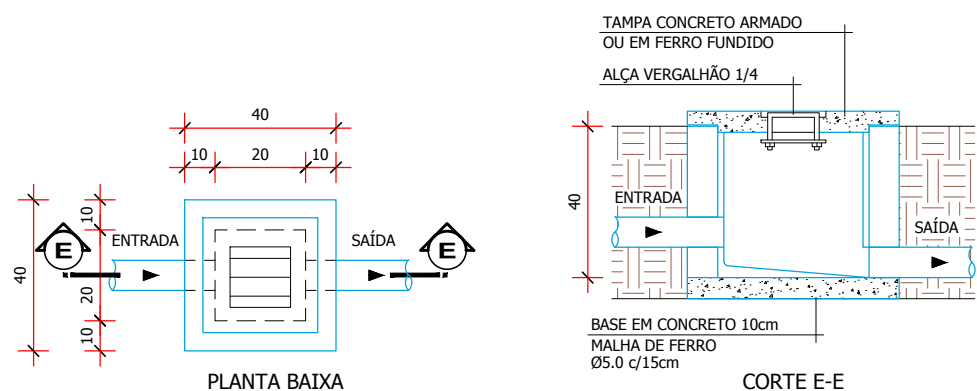 40
10
20
10
10
20
10
40
E
ENTRADA
SAÍDA
E
PLANTA BAIXA
TAMPA CONCRETO ARMADO
OU EM FERRO FUNDIDO
ALÇA VERGALHÃO 1/4
40
ENTRADA
SAÍDA
BASE EM CONCRETO 10cm
MALHA DE FERRO
Ø5.0 c/15cm
CORTE E-E